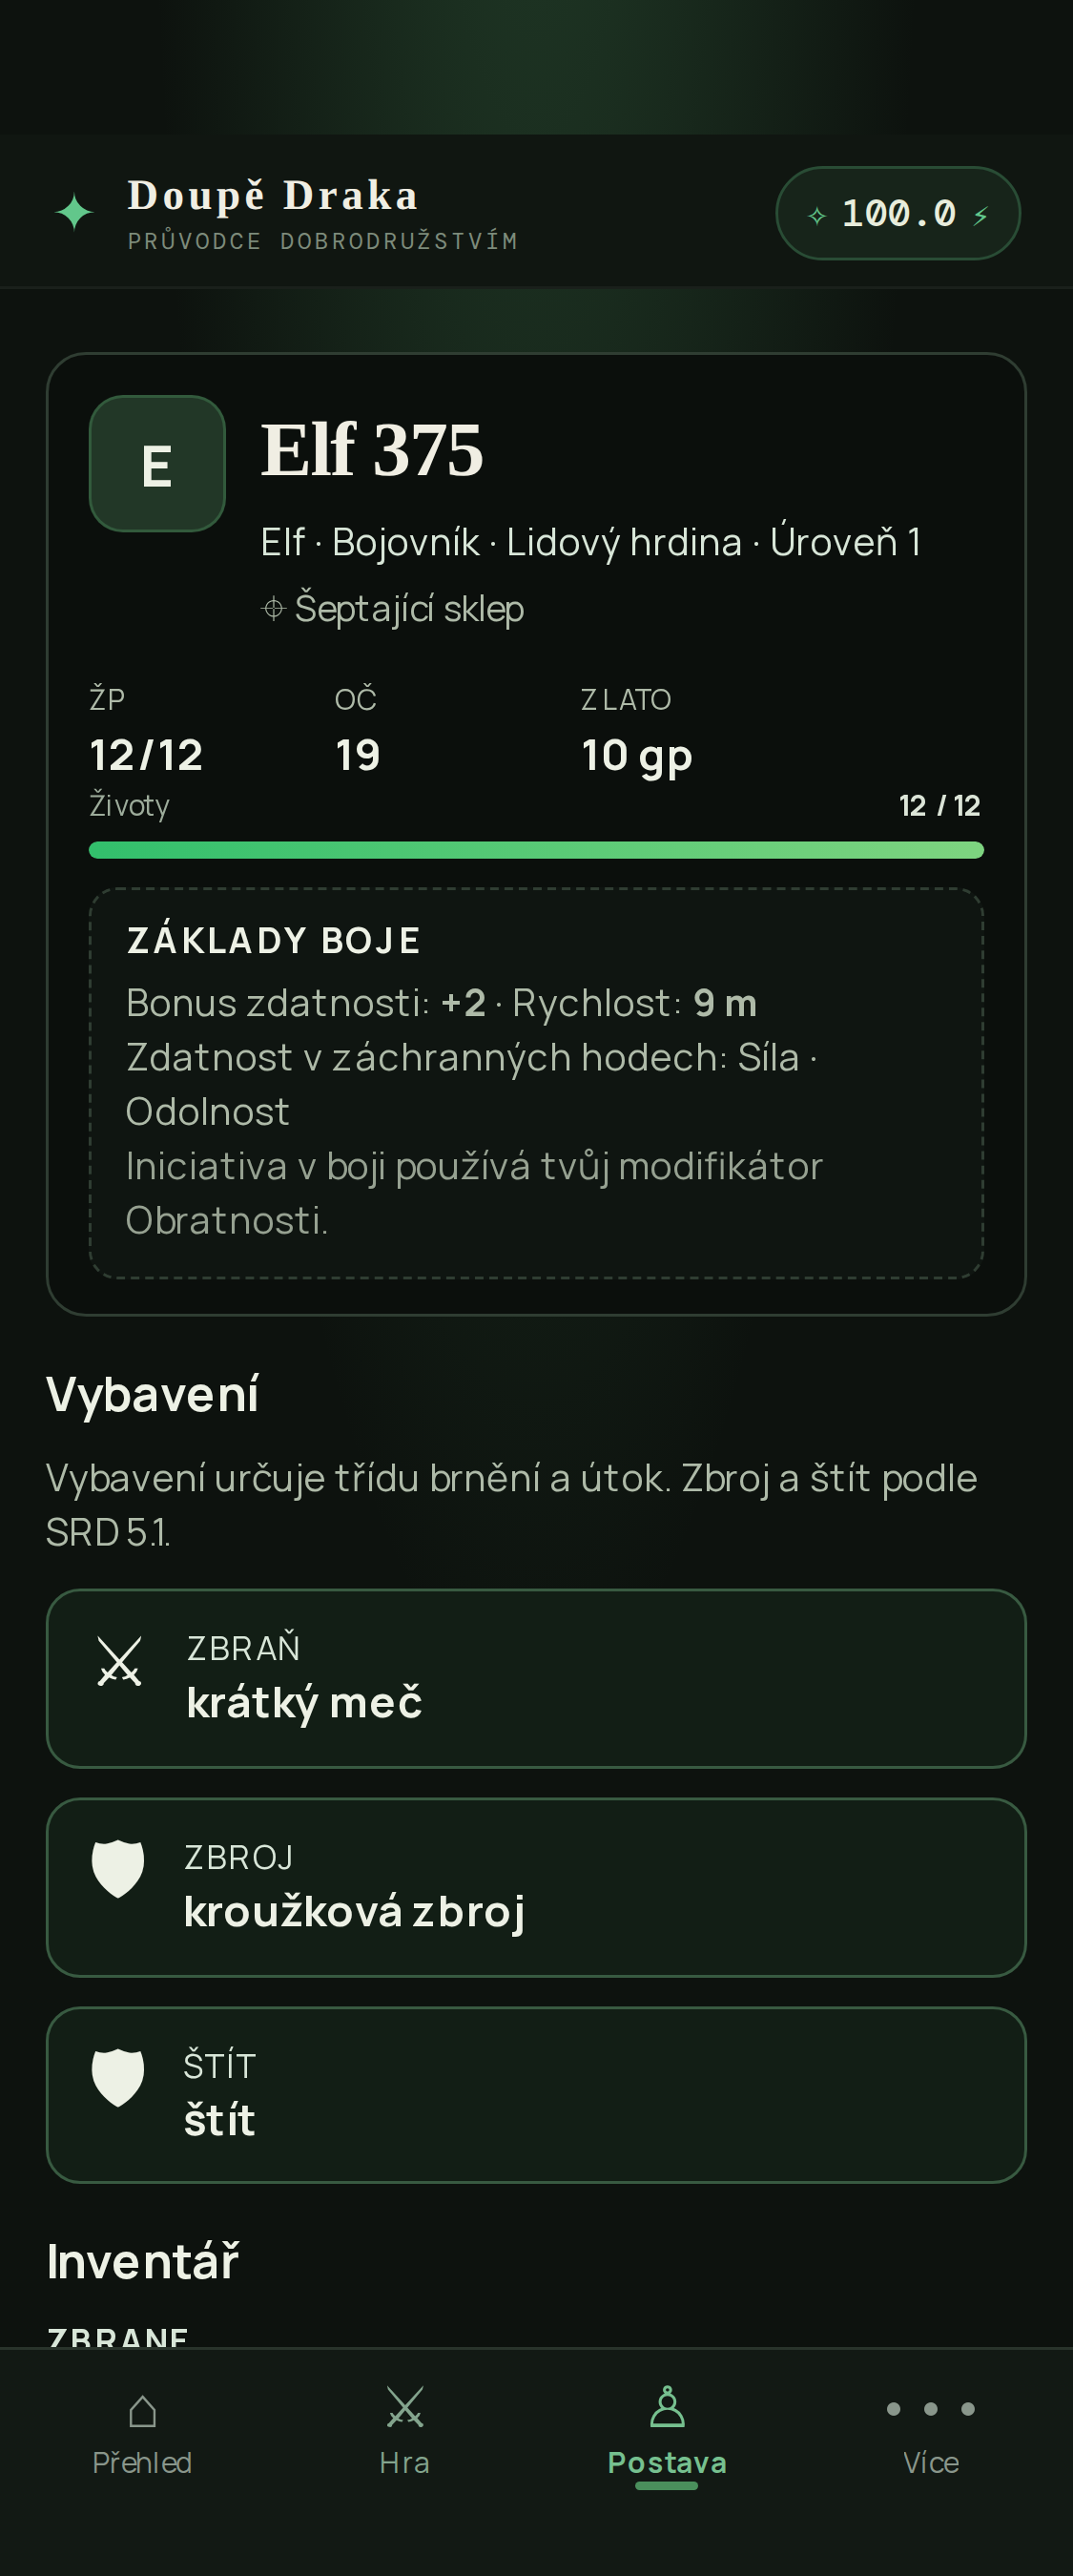 Doupě Draka
PRŮVODCE DOBRODRUŽSTVÍM
100.0
E
Elf 375
Elf · Bojovník · Lidový hrdina · Úroveň 1
Šeptající sklep
ŽP
OČ
ZLATO
12/12
19
10 gp
Životy
12 / 12
ZÁKLADY BOJE
Bonus zdatnosti: +2 · Rychlost: 9 m
Zdatnost v záchranných hodech: Síla ·
Odolnost
Iniciativa v boji používá tvůj modifikátor
Obratnosti.
Vybavení
Vybavení určuje třídu brnění a útok. Zbroj a štít podle
SRD 5.1.
ZBRAŇ
krátký meč
ZBROJ
kroužková zbroj
ŠTÍT
štít
Inventář
ZBRANE
Přehled
Hra
Postava
Více